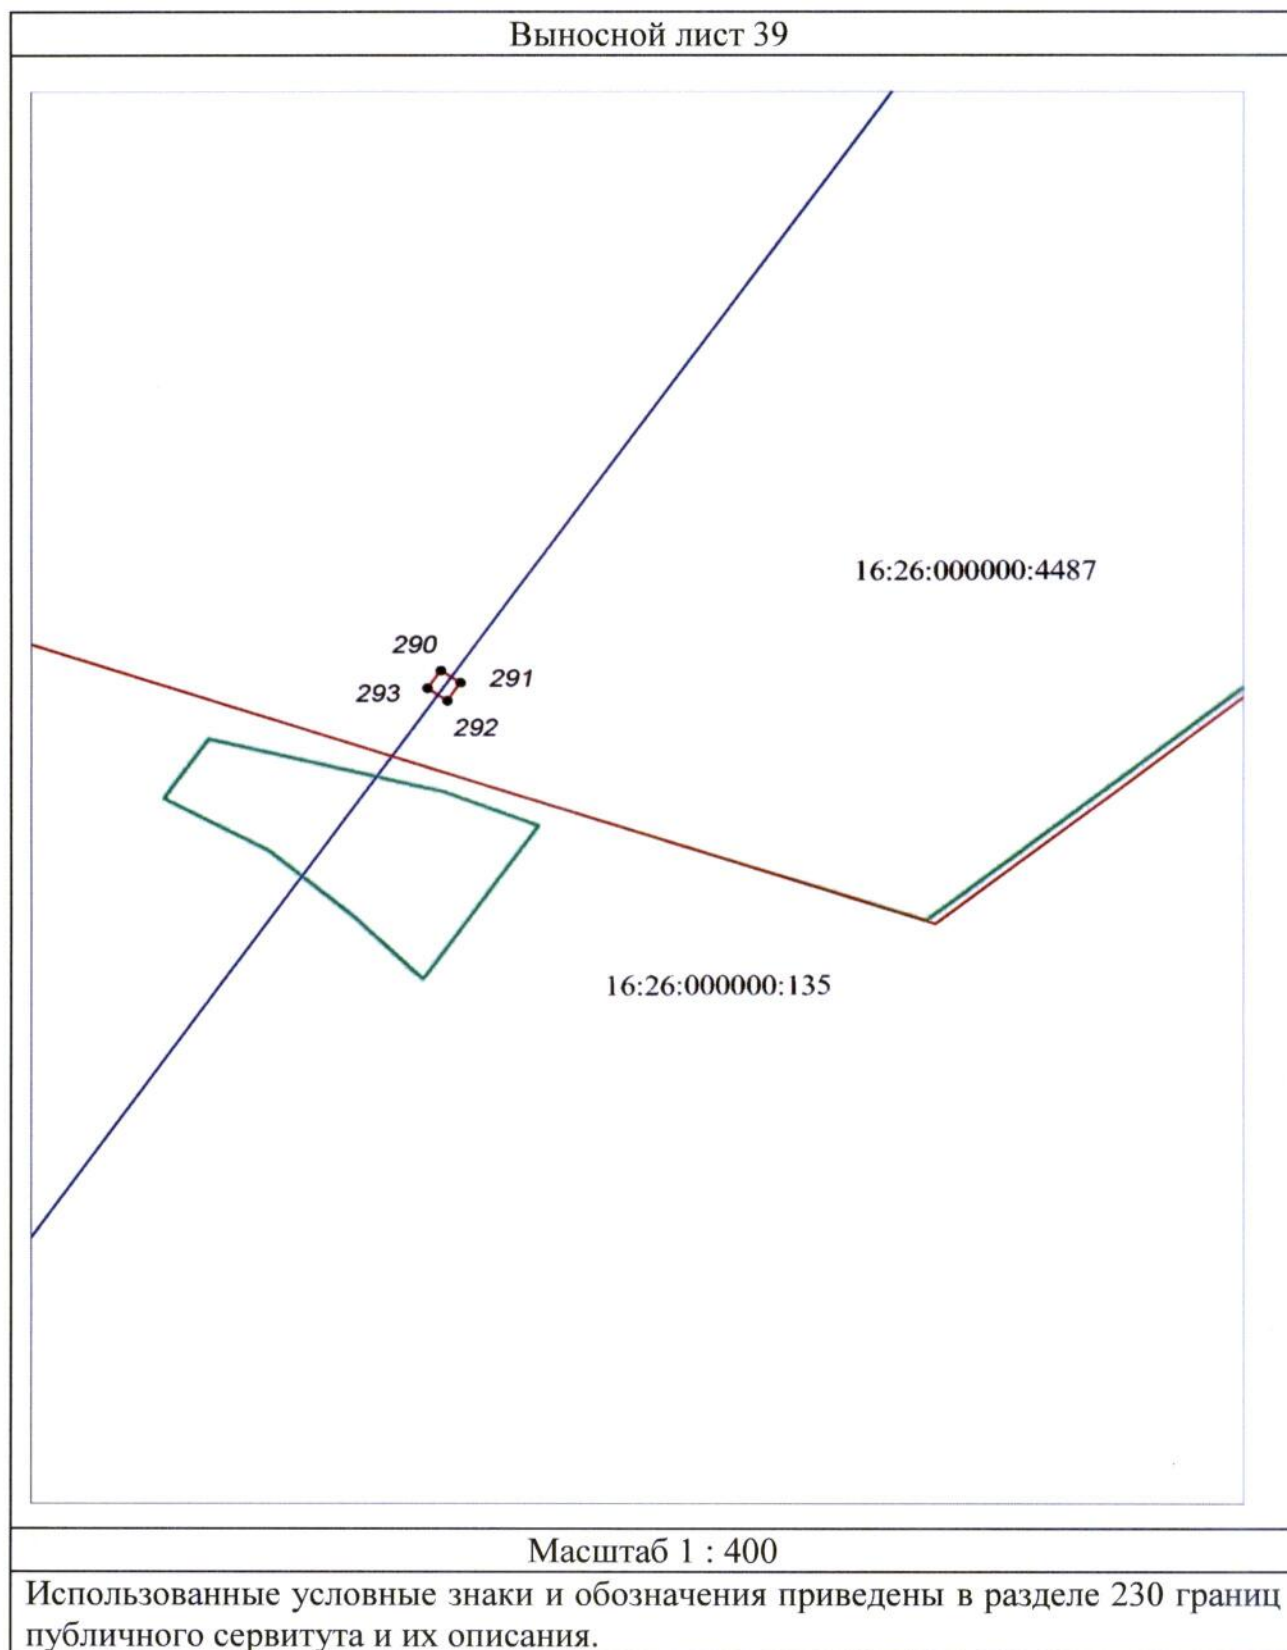 Выносной лист 39
16:26:000000:4487
290
291
293
292
16:26:000000:135
Масштаб 1 : 400
Использованные условные знаки и обозначения приведены в разделе 230 границ
публичного сервитута и их описания.